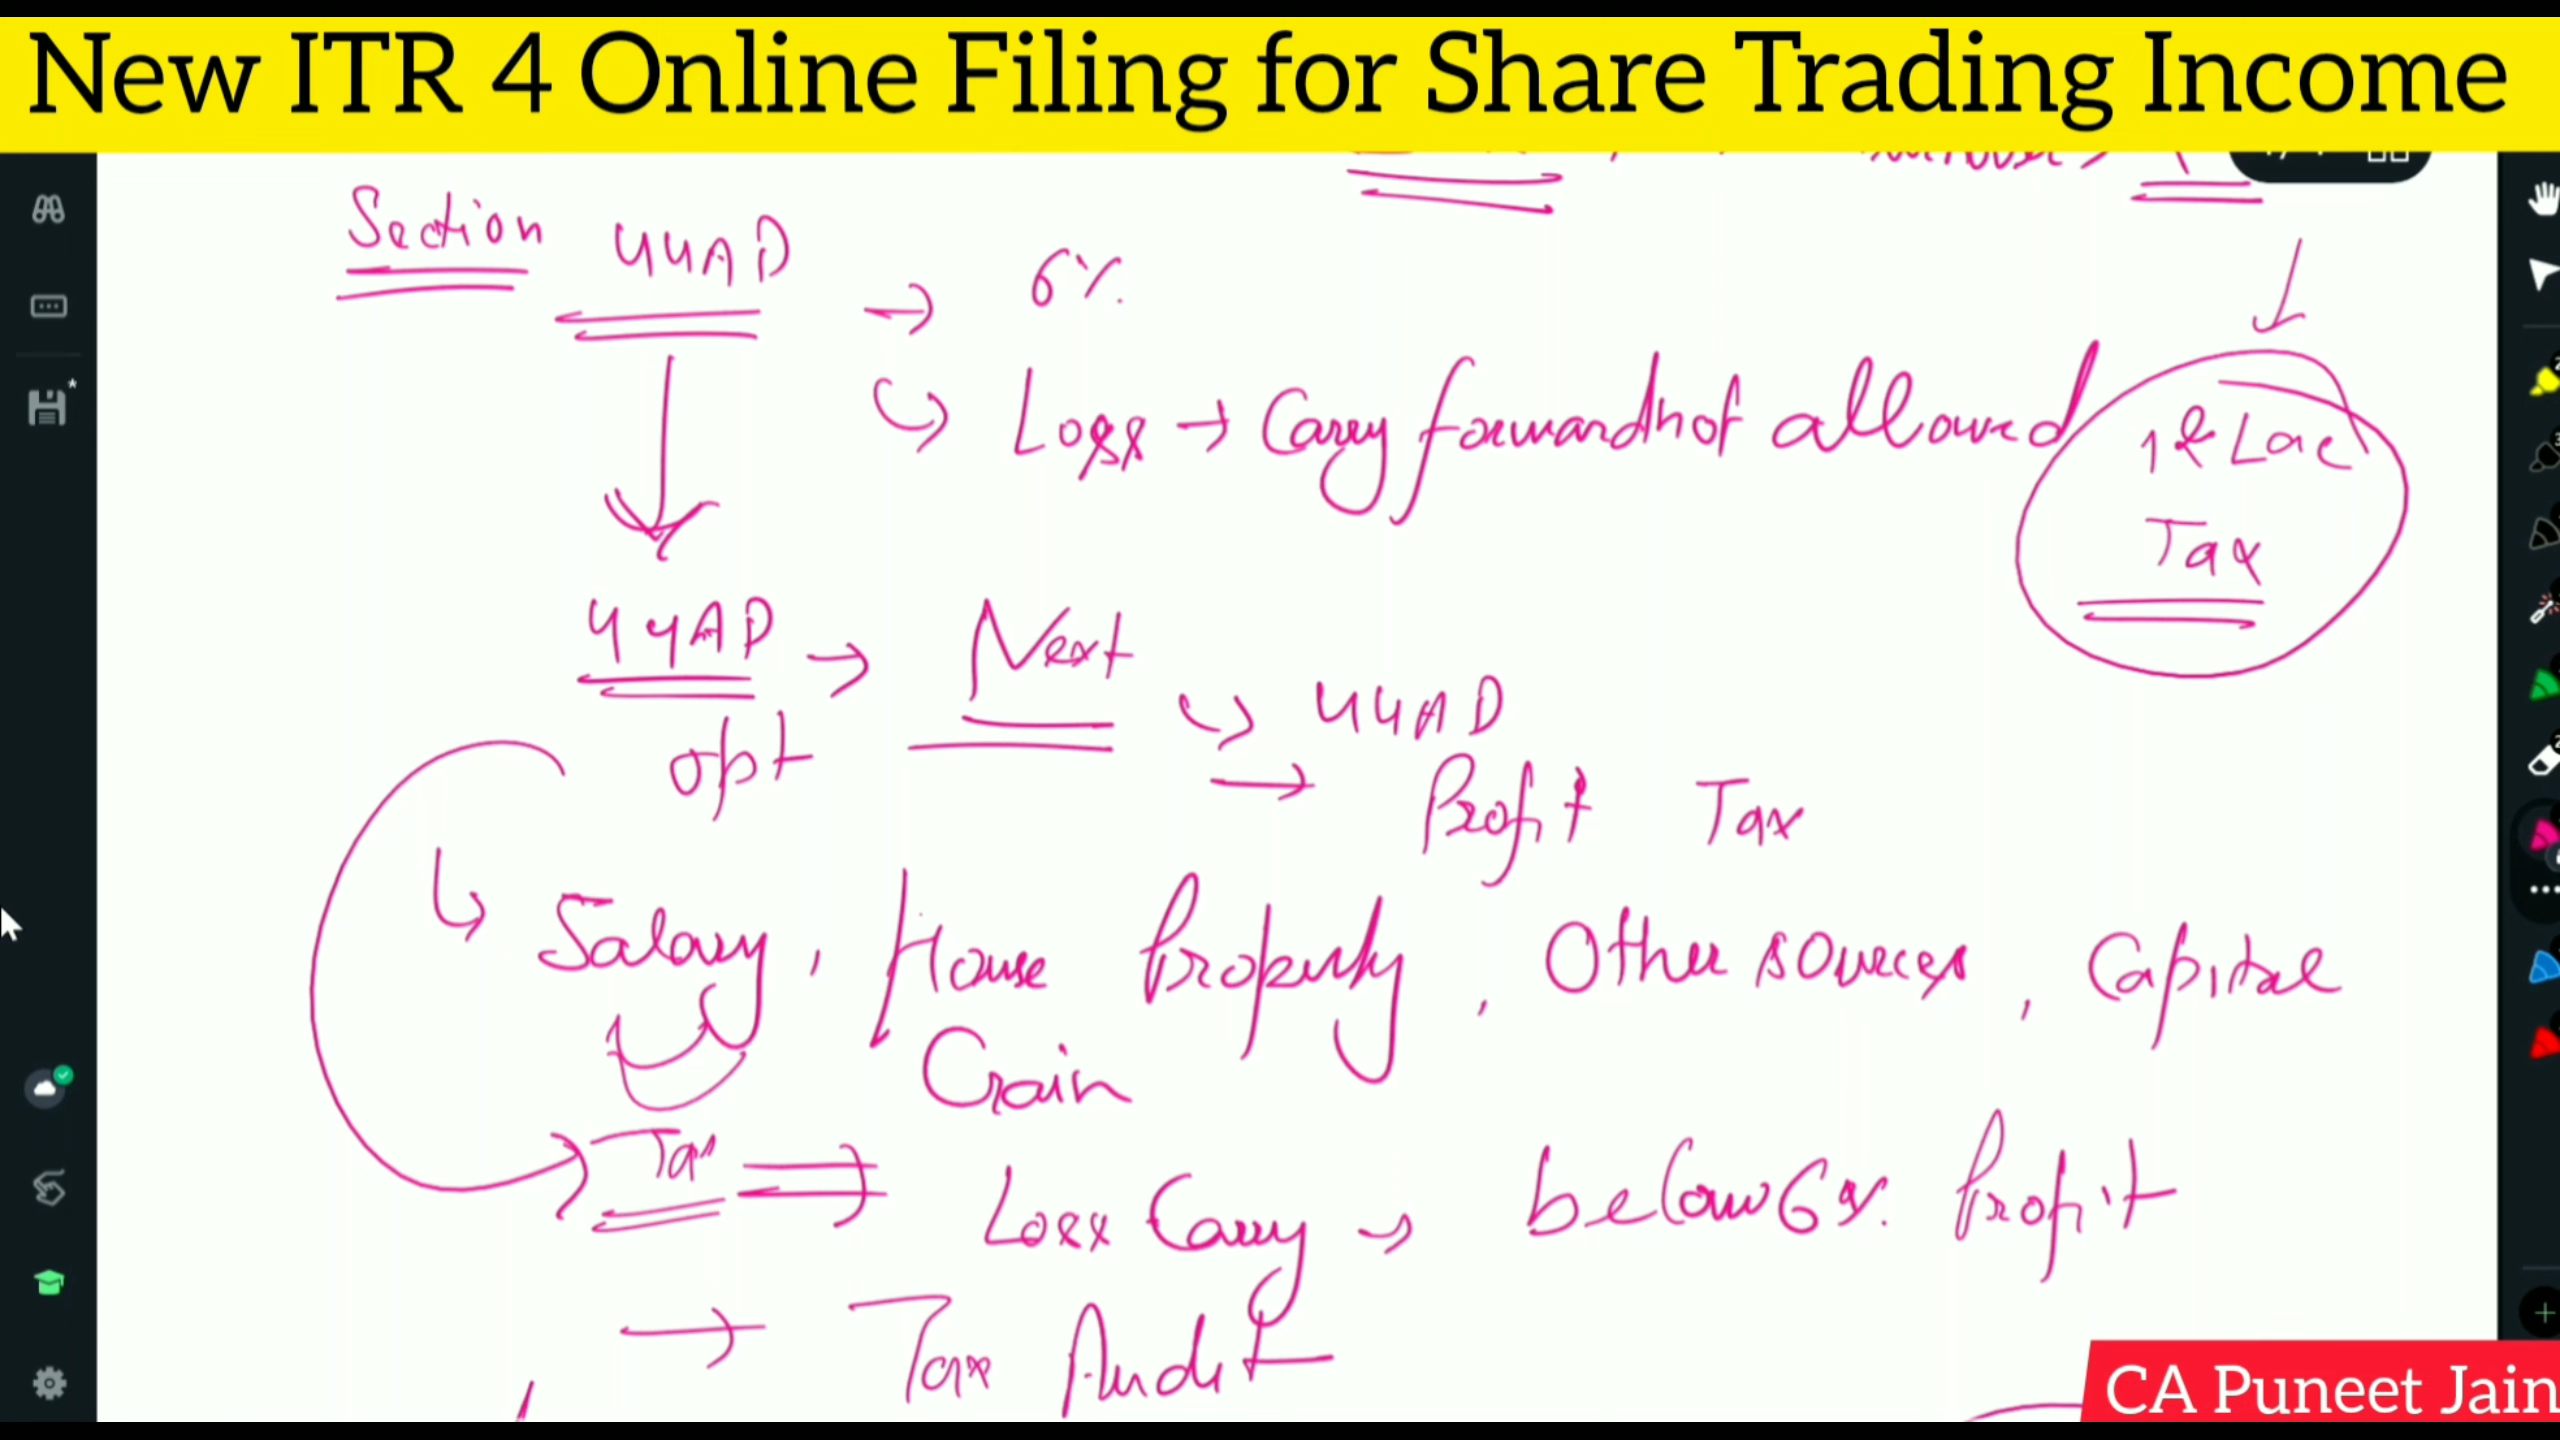 New ITR 4 Online Filing for Share Trading Income
Section 44AD → 6%
Loss → Carry forward not allowed
Lac
Tax
44AD → Next
opt
44AD
→ Profit Tax
Salary, House Property, Other sources, Capital
Gain
Tax
Loss Carry → below 6%. Profit
→ Tax Audit
CA Puneet Jain